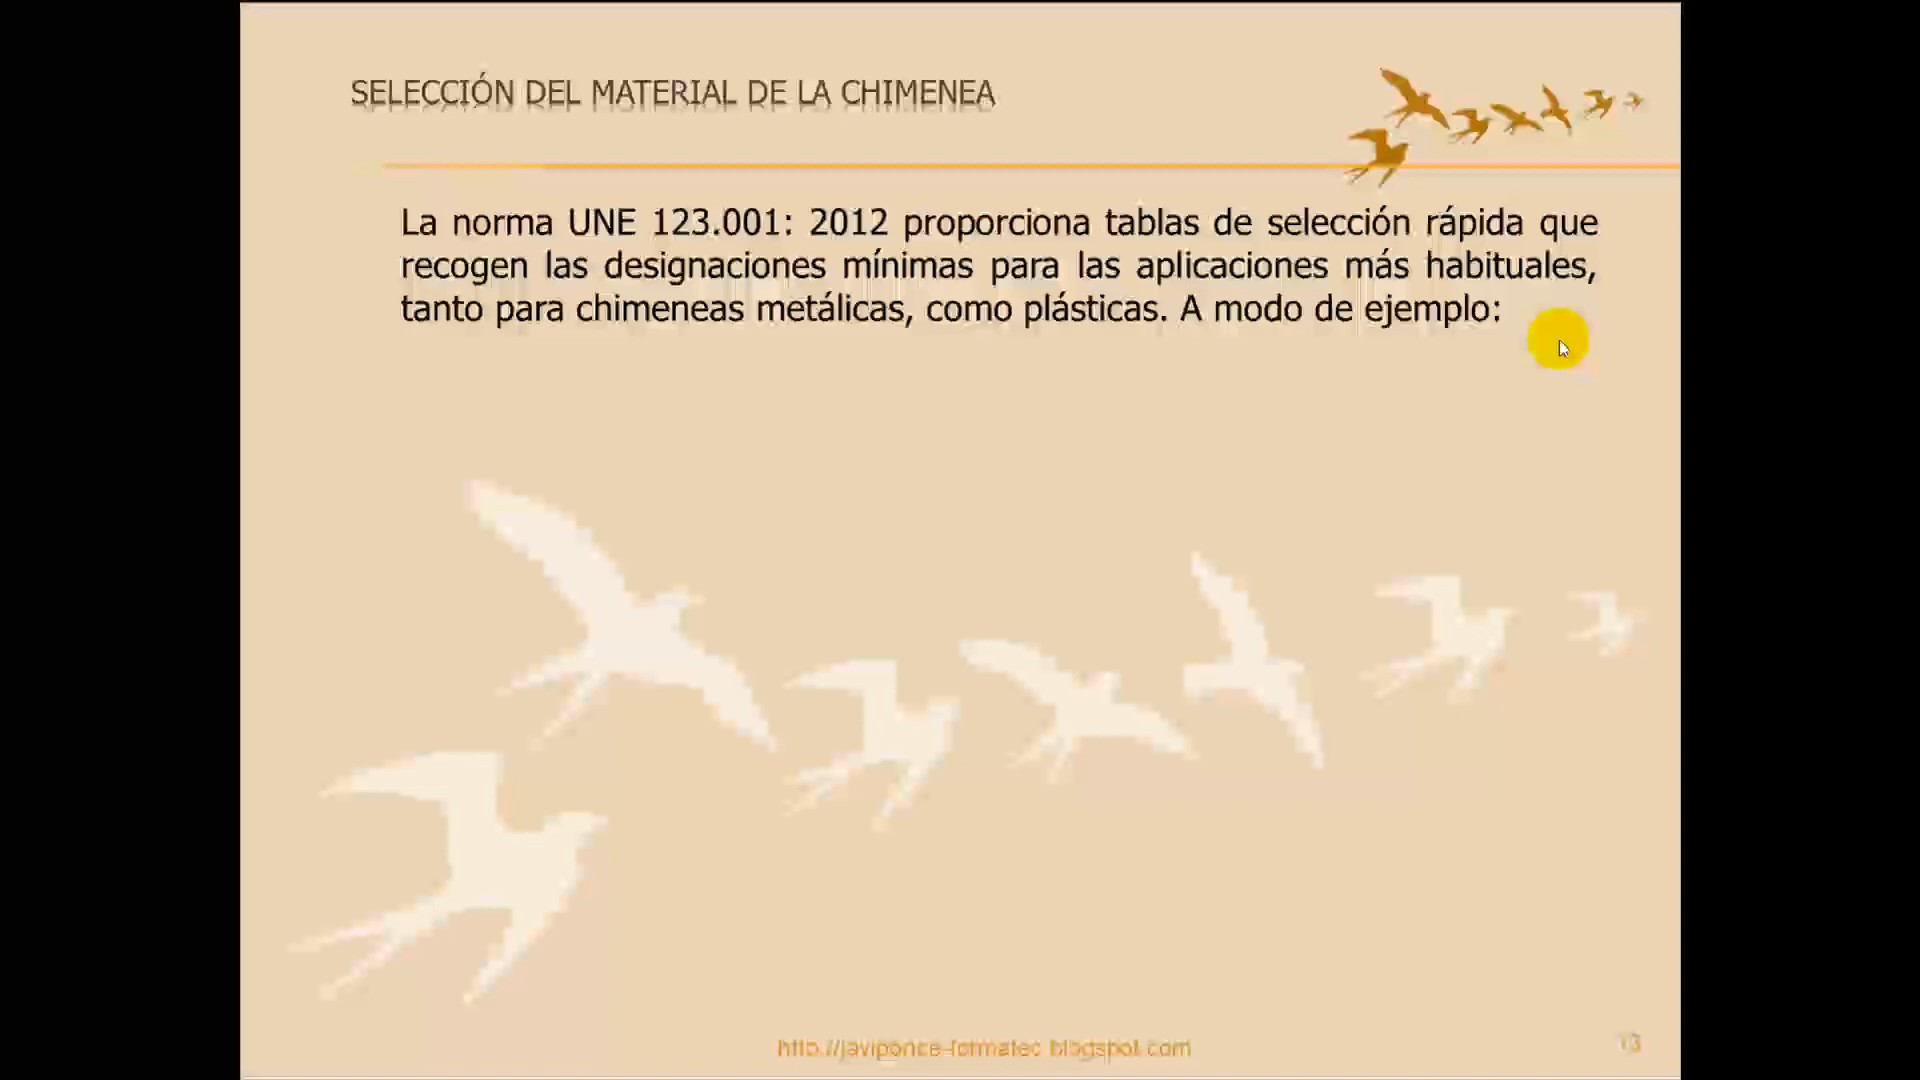 SELECCIÓN DEL MATERIAL DE LA CHIMENEA
La norma UNE 123.001: 2012 proporciona tablas de selección rápida que
recogen las designaciones mínimas para las aplicaciones más habituales,
tanto para chimeneas metálicas, como plásticas. A modo de ejemplo:
http://javiponce-formatec.blogspot.com
13